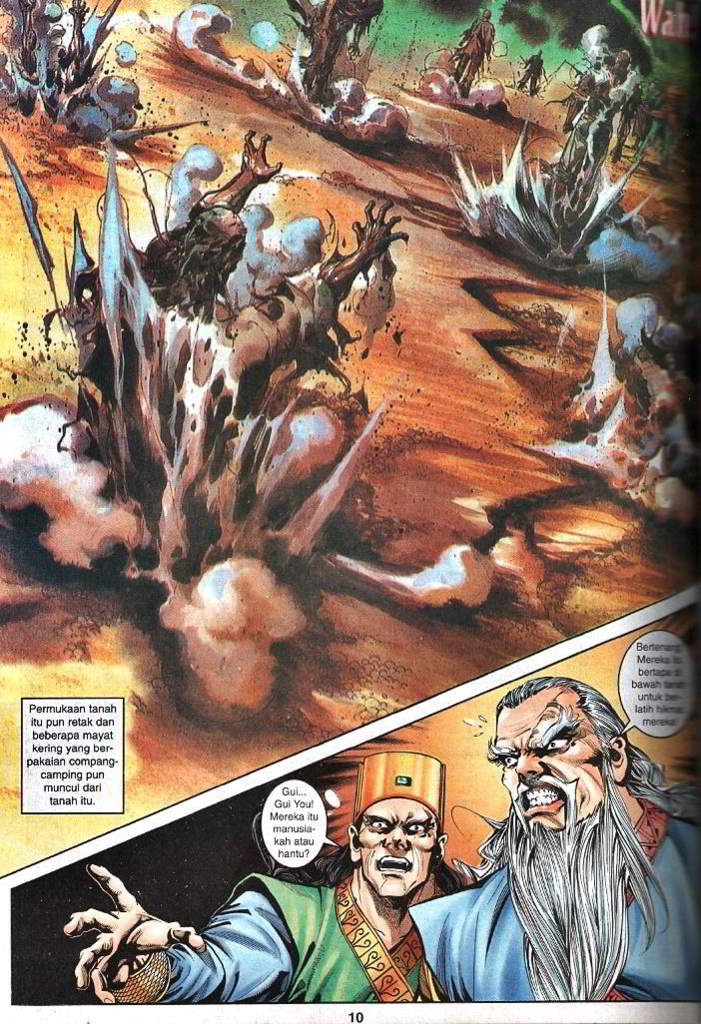 Wah!
Permukaan tanah
itu pun retak dan
beberapa mayat
kering yang ber-
pakaian compang-
camping pun
muncul dari
tanah itu.
Gui...
Gui You!
Mereka itu
manusia-
kah atau
hantu?
Bertenang
Mereka
bertapa di
bawah tanah
untuk ber-
latih hikmat
mereka!
10